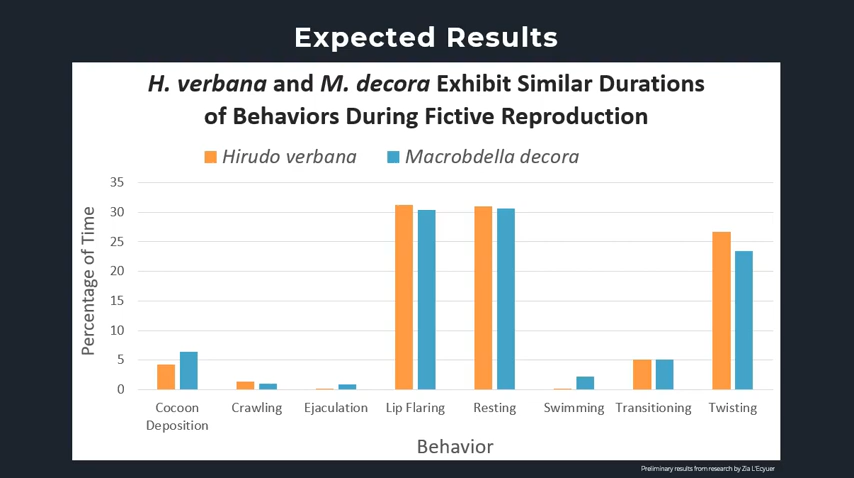 Expected Results
H. verbana and M. decora Exhibit Similar Durations
of Behaviors During Fictive Reproduction
Hirudo verbana Macrobdella decora
Percentage of Time
35
30
25
20
15
10
5
0
Cocoon
Deposition
Crawling
Ejaculation
Lip Flaring
Resting
Swimming
Transitioning
Twisting
Behavior
Preliminary results from research by Zia L'Ecyuer